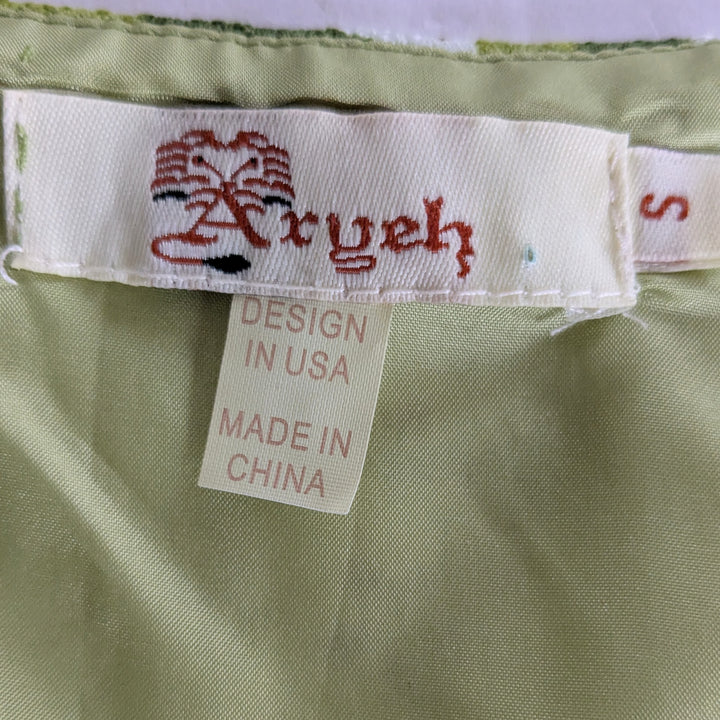 Aryeh
S
DESIGN
IN USA
MADE IN
CHINA